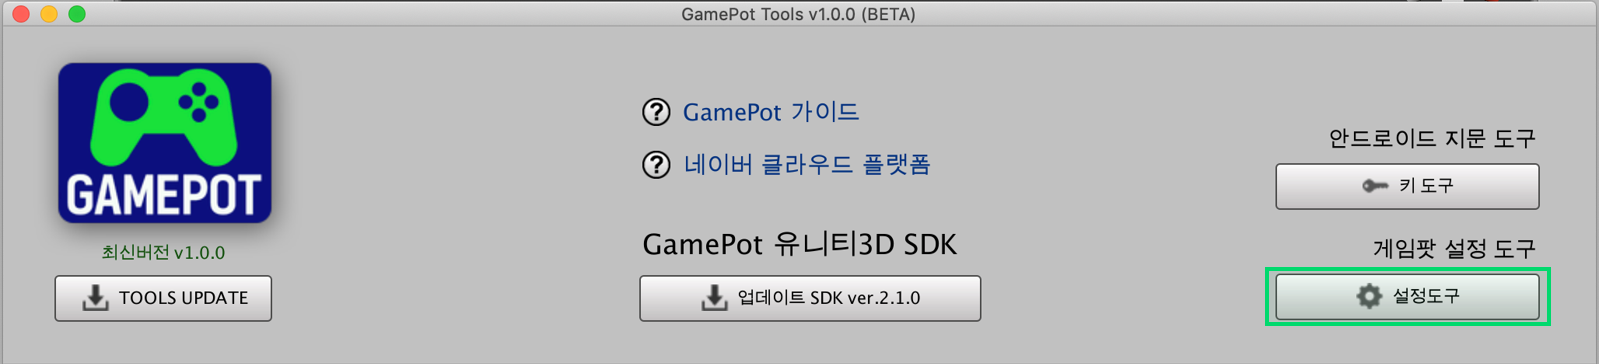 GamePot Tools v1.0.0 (BETA)
GAMEPOT
최신버전 v1.0.0
TOOLS UPDATE
GamePot 가이드
네이버 클라우드 플랫폼
GamePot 유니티3D SDK
업데이트 SDK ver.2.1.0
안드로이드 지문 도구
키 도구
게임팟 설정 도구
설정도구